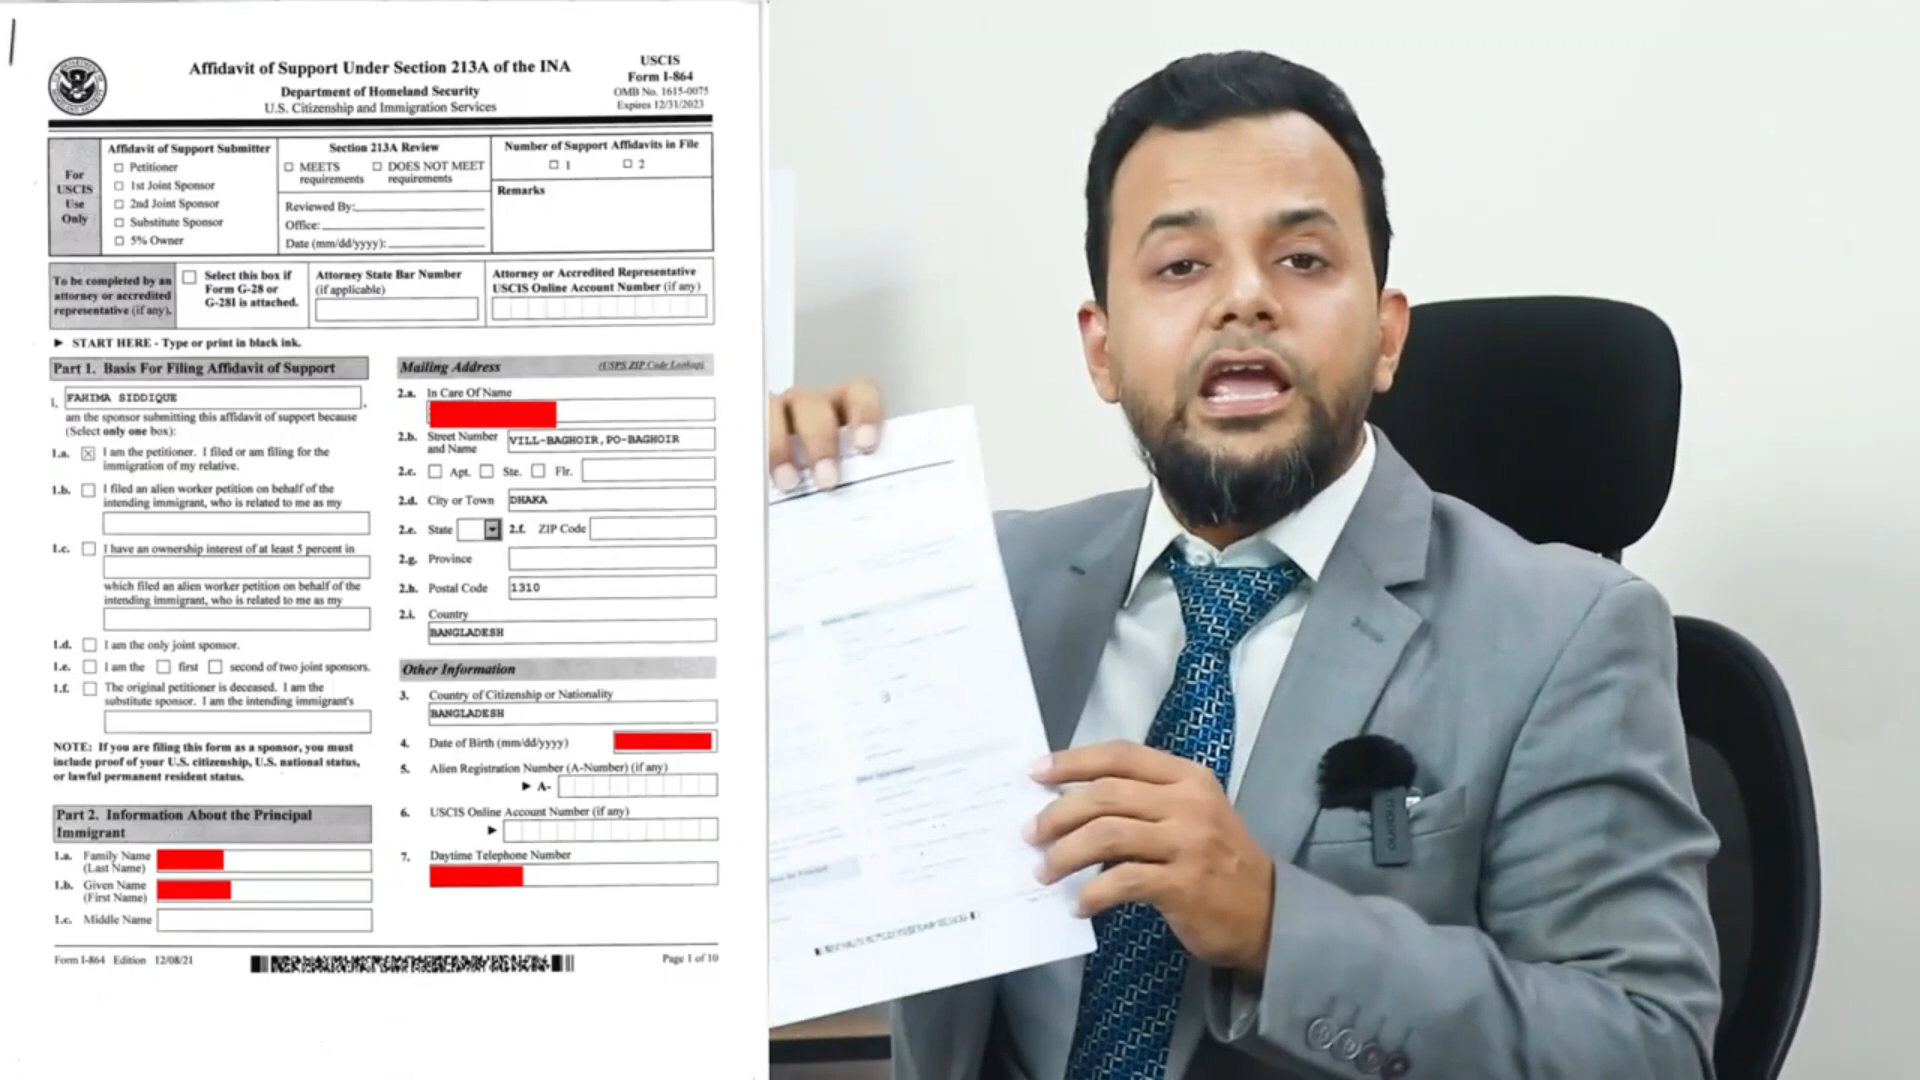 Affidavit of Support Under Section 213A of the INA
Department of Homeland Security
U.S. Citizenship and Immigration Services
USCIS
Form I-864
OMB No. 1615-0075
Expires 12/31/2023
For
USCIS
Use
Only
Affidavit of Support Submitter
☐ Petitioner
☐ 1st Joint Sponsor
☐ 2nd Joint Sponsor
☐ Substitute Sponsor
☐ 5% Owner
Section 213A Review
☐ MEETS requirements
☐ DOES NOT MEET requirements
Reviewed By:
Office:
Date (mm/dd/yyyy):
Number of Support Affidavits in File
☐ 1 ☐ 2
Remarks
To be completed by an
attorney or accredited
representative (if any).
Select this box if
Form G-28 or
G-28I is attached.
Attorney State Bar Number
(if applicable)
Attorney or Accredited Representative
USCIS Online Account Number (if any)
► START HERE - Type or print in black ink.
Part 1. Basis For Filing Affidavit of Support
I, FAHIMA SIDDIQUE ,
am the sponsor submitting this affidavit of support because
(Select only one box):
1.a. ☒ I am the petitioner. I filed or am filing for the
immigration of my relative.
1.b. ☐ I filed an alien worker petition on behalf of the
intending immigrant, who is related to me as my
1.c. ☐ I have an ownership interest of at least 5 percent in
which filed an alien worker petition on behalf of the
intending immigrant, who is related to me as my
1.d. ☐ I am the only joint sponsor.
1.e. ☐ I am the ☐ first ☐ second of two joint sponsors.
1.f. ☐ The original petitioner is deceased. I am the
substitute sponsor. I am the intending immigrant's
NOTE: If you are filing this form as a sponsor, you must
include proof of your U.S. citizenship, U.S. national status,
or lawful permanent resident status.
Part 2. Information About the Principal
Immigrant
1.a. Family Name
(Last Name)
1.b. Given Name
(First Name)
1.c. Middle Name
Mailing Address (USPS ZIP Code Lookup)
2.a. In Care Of Name
2.b. Street Number
and Name VILL-BAGHOIR,PO-BAGHOIR
2.c. ☐ Apt. ☐ Ste. ☐ Flr.
2.d. City or Town DHAKA
2.e. State 2.f. ZIP Code
2.g. Province
2.h. Postal Code 1310
2.i. Country
BANGLADESH
Other Information
3. Country of Citizenship or Nationality
BANGLADESH
4. Date of Birth (mm/dd/yyyy)
5. Alien Registration Number (A-Number) (if any)
► A-
6. USCIS Online Account Number (if any)
►
7. Daytime Telephone Number
Form I-864 Edition 12/08/21
Page 1 of 10